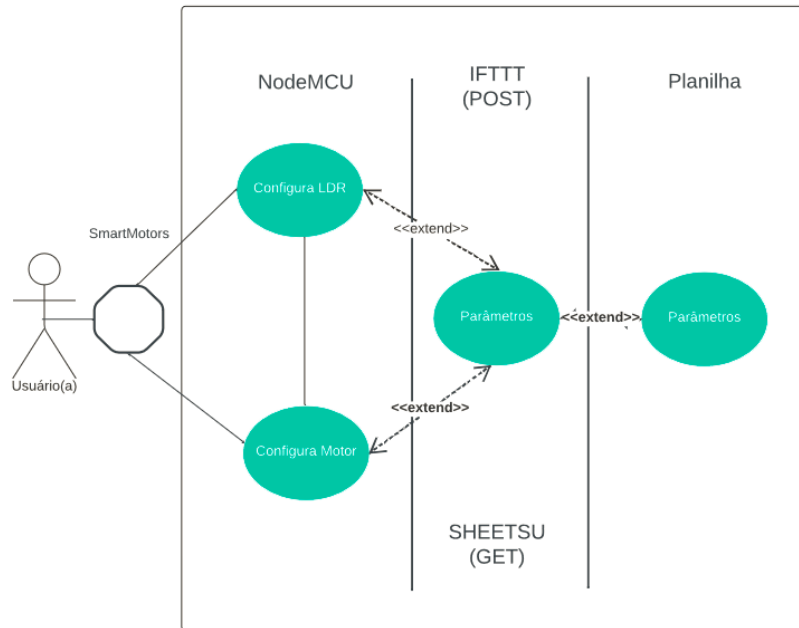 NodeMCU
IFTTT
(POST)
Planilha
Configura LDR
SmartMotors
<<extend>>
Parâmetros
<<extend>>
Parâmetros
Usuário(a)
<<extend>>
Configura Motor
SHEETSU
(GET)